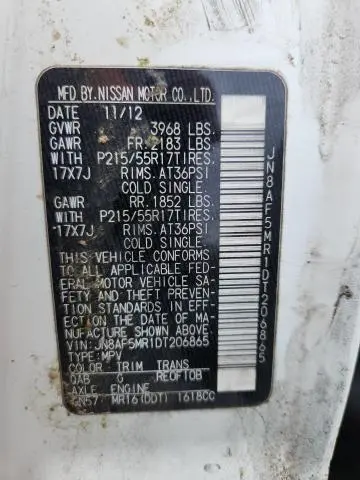 MFD BY.NISSAN MOTOR CO.,LTD.
DATE 11/12
GVWR 3968 LBS.
GAWR FR. 2183 LBS.
WITH P215/55R17TIRES,
17X7J RIMS.AT36PSI
COLD SINGLE.
GAWR RR.1852 LBS.
WITH P215/55R17TIRES,
17X7J RIMS.AT36PSI
COLD SINGLE.
THIS VEHICLE CONFORMS
TO ALL APPLICABLE FED-
ERAL MOTOR VEHICLE SA-
FETY AND THEFT PREVEN-
TION STANDARDS IN EFF-
ECT ON THE DATE OF MA-
NUFACTURE SHOWN ABOVE.
VIN:JN8AF5MR1DT206865
TYPE:MPV
COLOR TRIM TRANS
QAB G RE0F10B
AXLE ENGINE
GN57 MR16(DDT) 1618CC
JN8AF5MR1DT206865